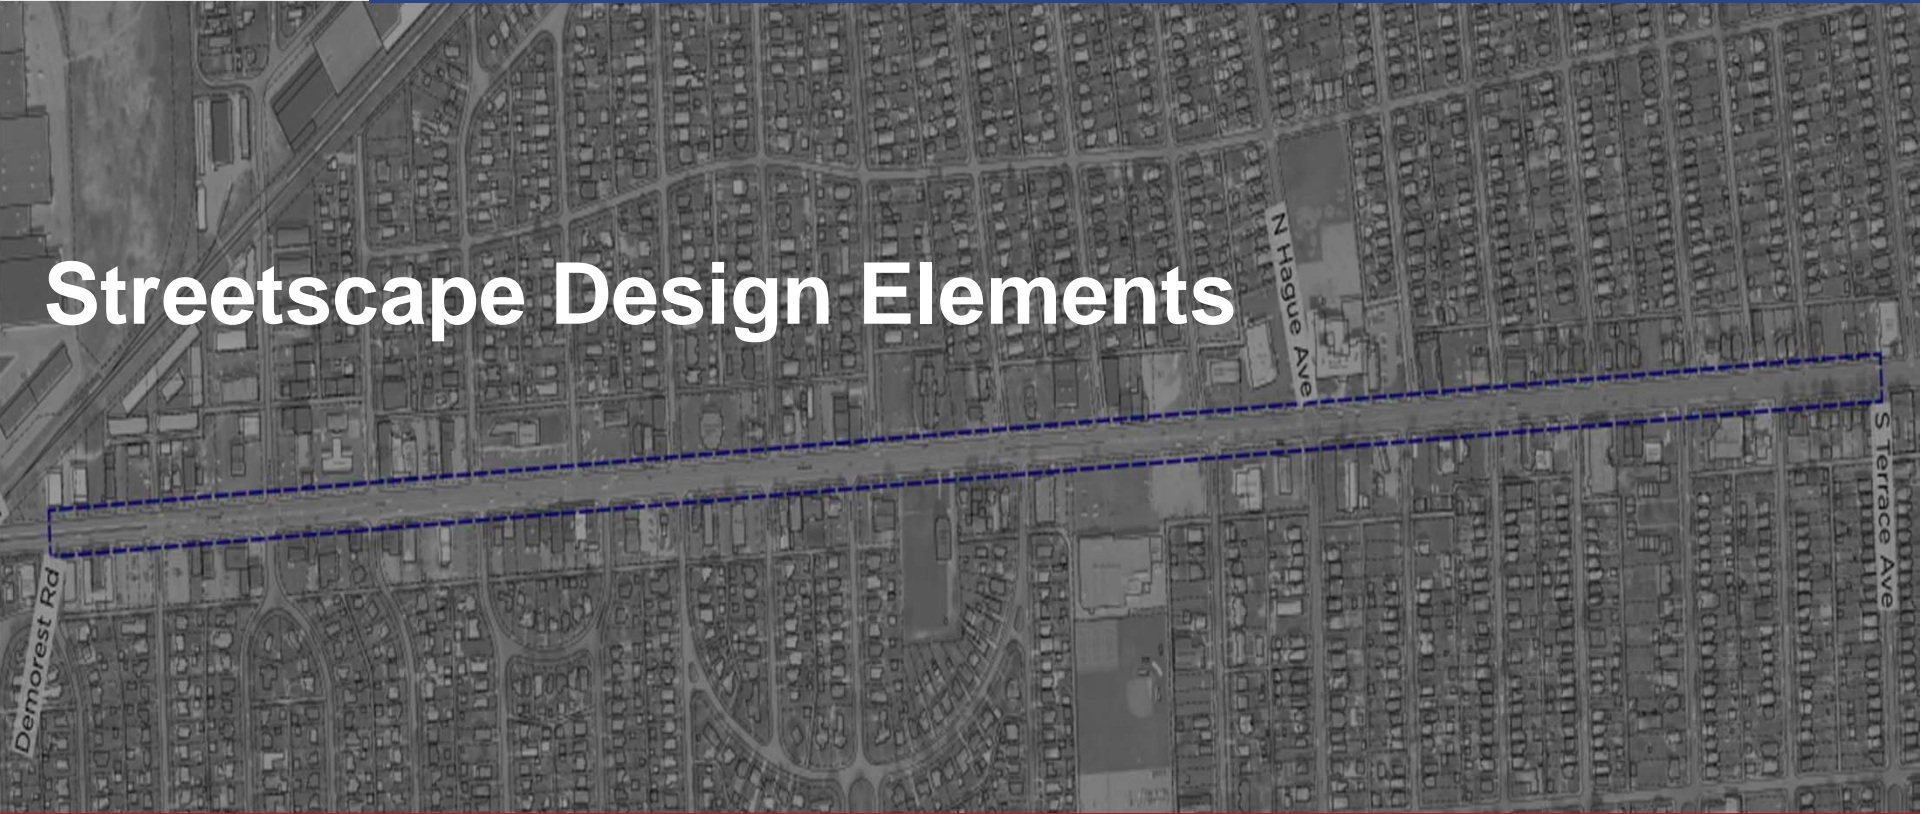 Streetscape Design Elements
N Hague Ave
S Terrace Ave
Demorest Rd